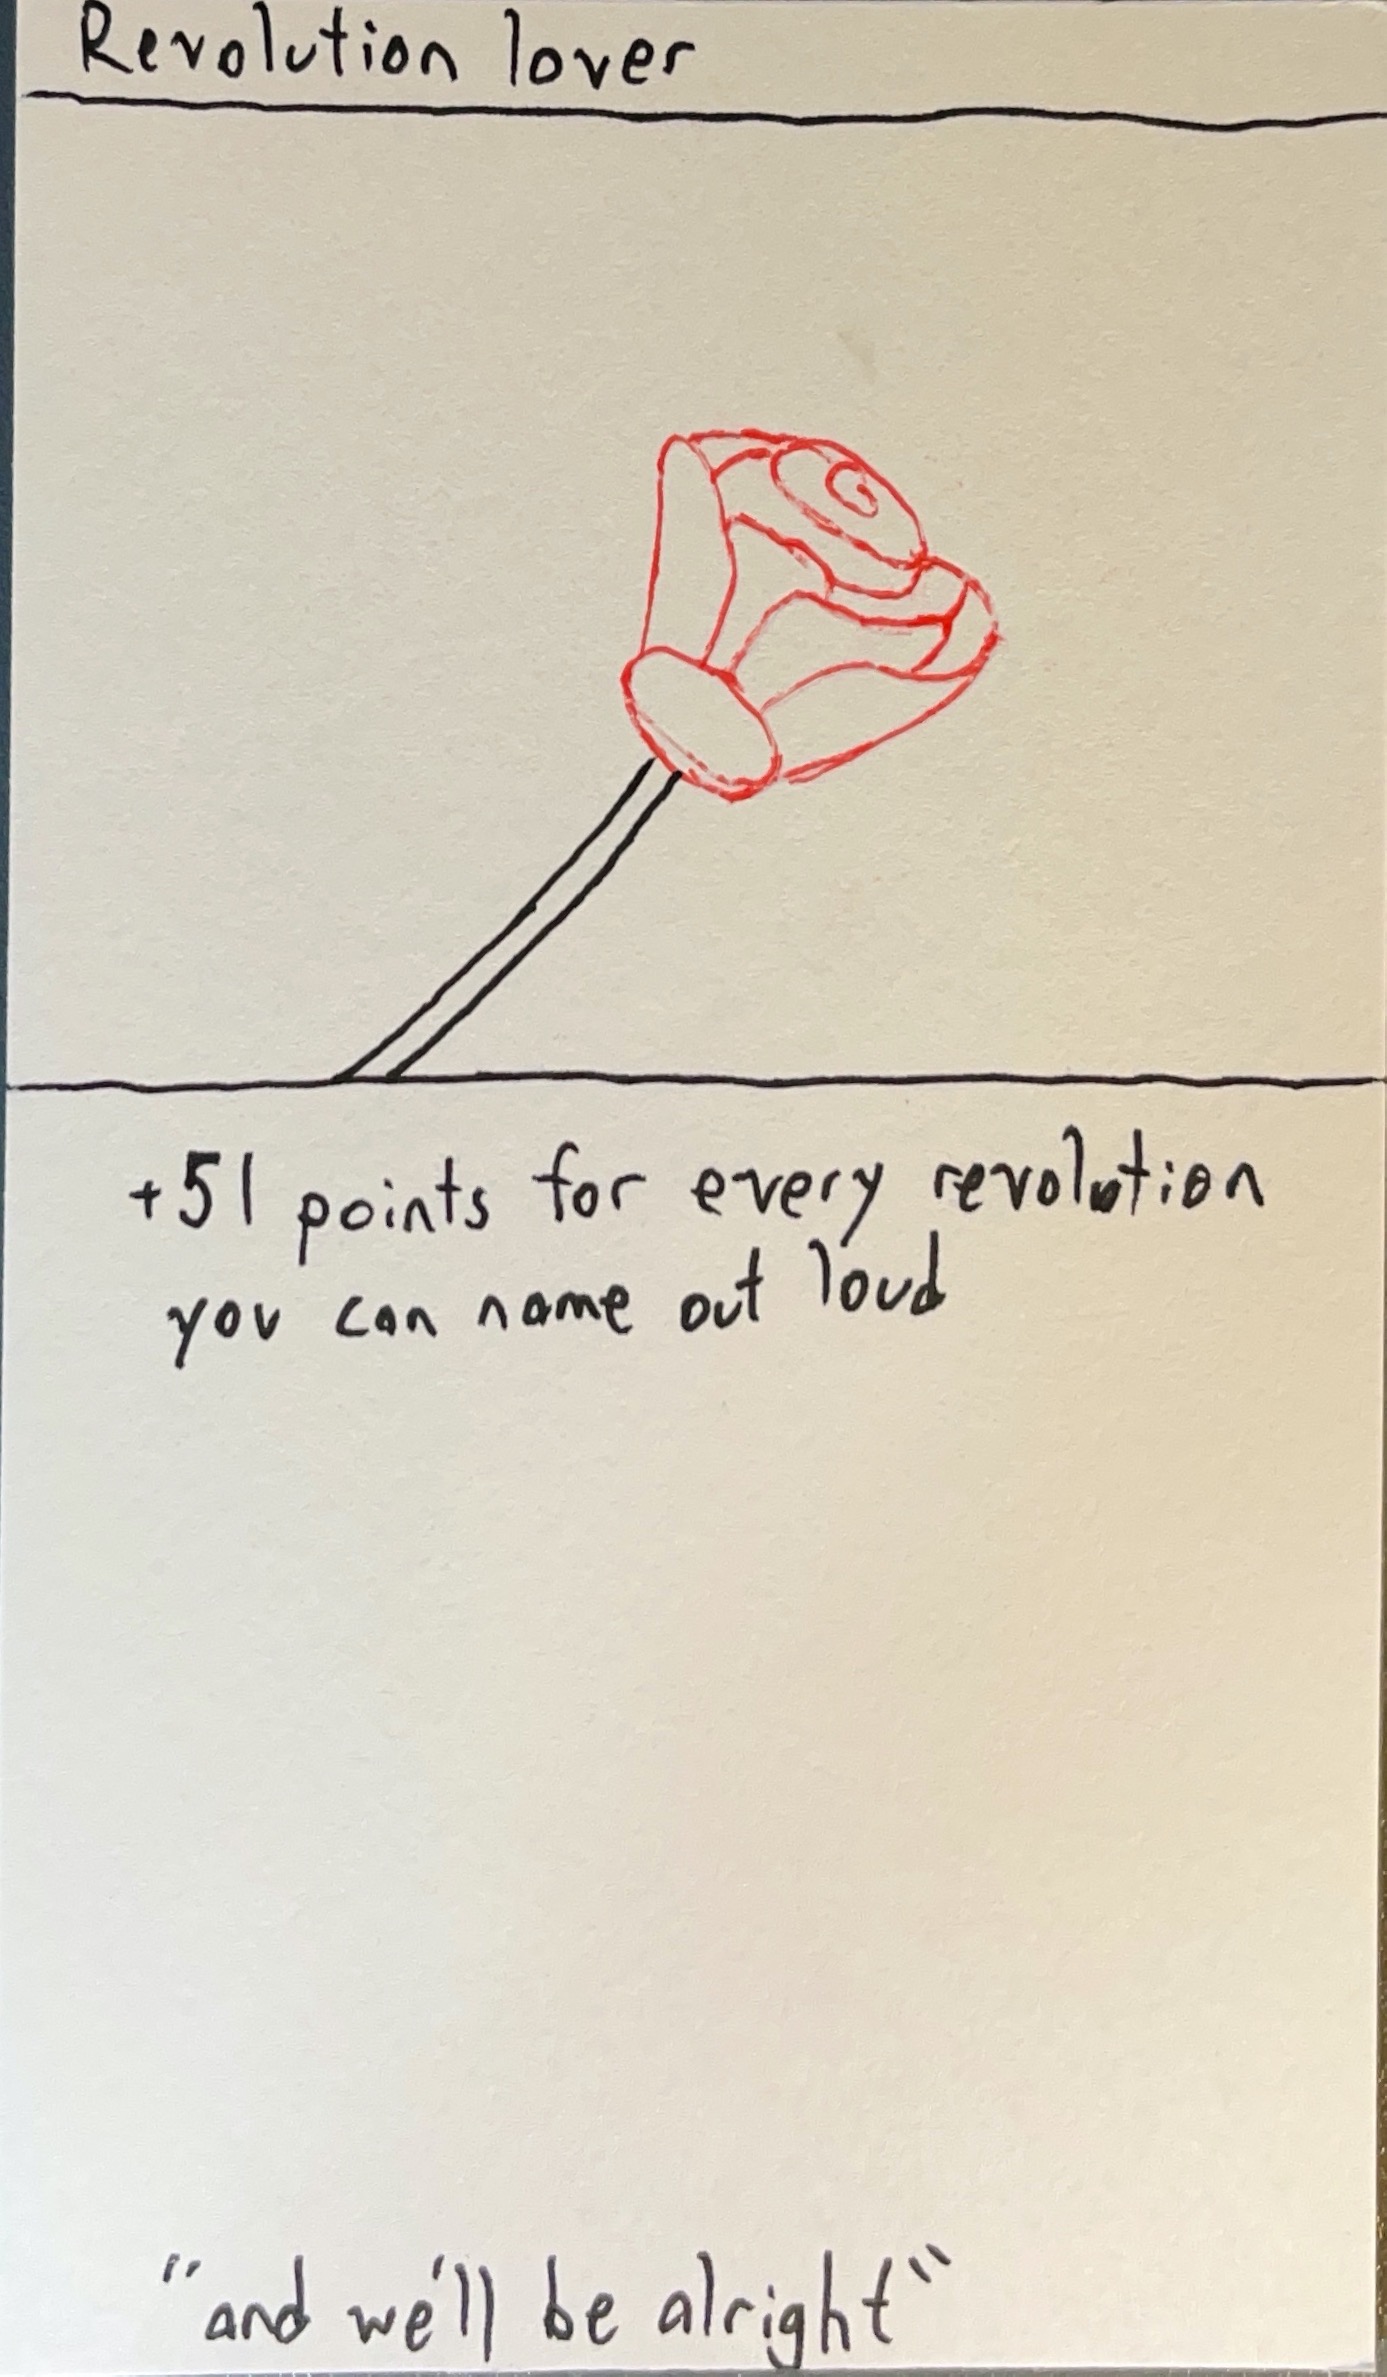 Revolution lover
+51 points for every revolution
you can name out loud
"and we'll be alright"